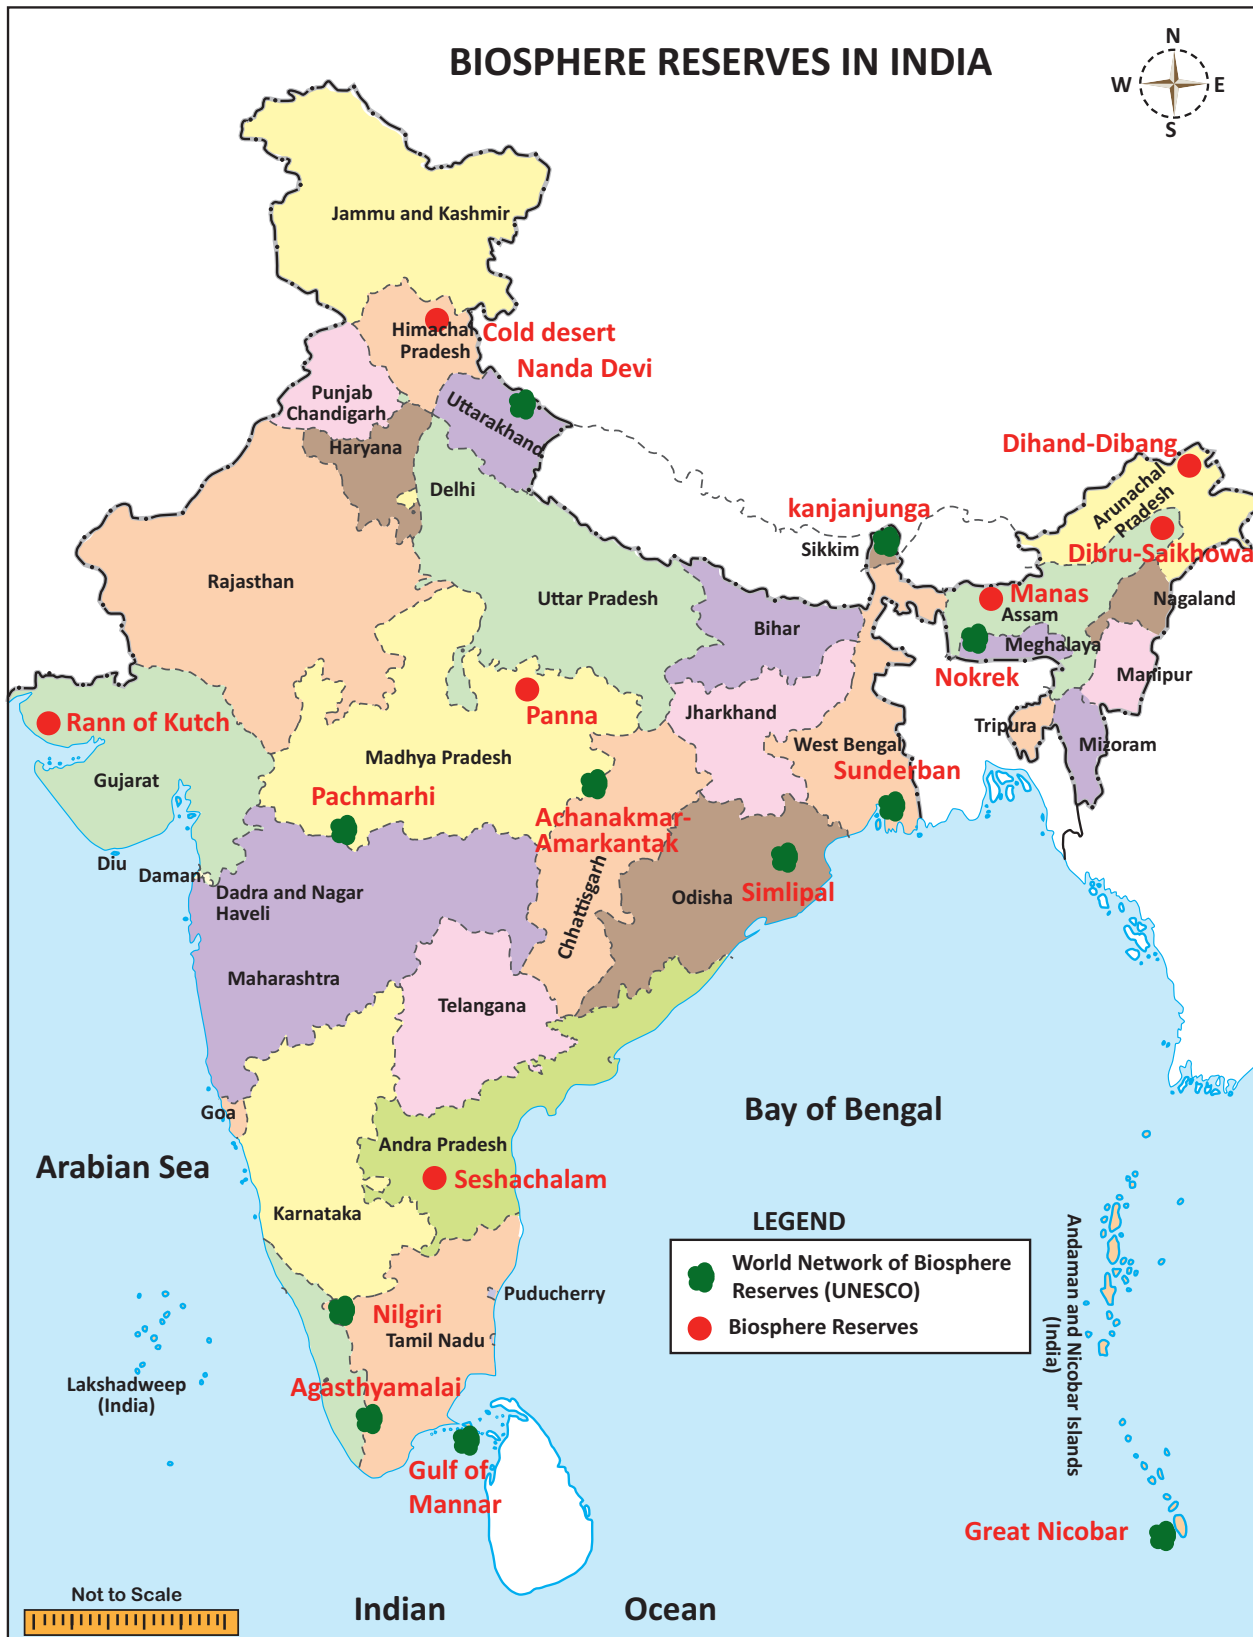 BIOSPHERE RESERVES IN INDIA
N
W
E
S
Jammu and Kashmir
Himachal
Pradesh
Cold desert
Nanda Devi
Punjab
Chandigarh
Uttarakhand
Haryana
Delhi
Dihand-Dibang
Arunachal
Pradesh
kanjanjunga
Sikkim
Dibru-Saikhowa
Rajasthan
Uttar Pradesh
Manas
Assam
Nagaland
Bihar
Meghalaya
Nokrek
Manipur
Rann of Kutch
Panna
Jharkhand
Tripura
Mizoram
West Bengal
Madhya Pradesh
Gujarat
Sunderban
Pachmarhi
Achanakmar-
Amarkantak
Diu
Daman
Dadra and Nagar
Haveli
Chhattisgarh
Odisha
Simlipal
Maharashtra
Telangana
Goa
Bay of Bengal
Andra Pradesh
Arabian Sea
Seshachalam
Karnataka
LEGEND
World Network of Biosphere
Reserves (UNESCO)
Biosphere Reserves
Andaman and Nicobar Islands
(India)
Puducherry
Nilgiri
Tamil Nadu
Lakshadweep
(India)
Agasthyamalai
Gulf of
Mannar
Great Nicobar
Not to Scale
Indian Ocean